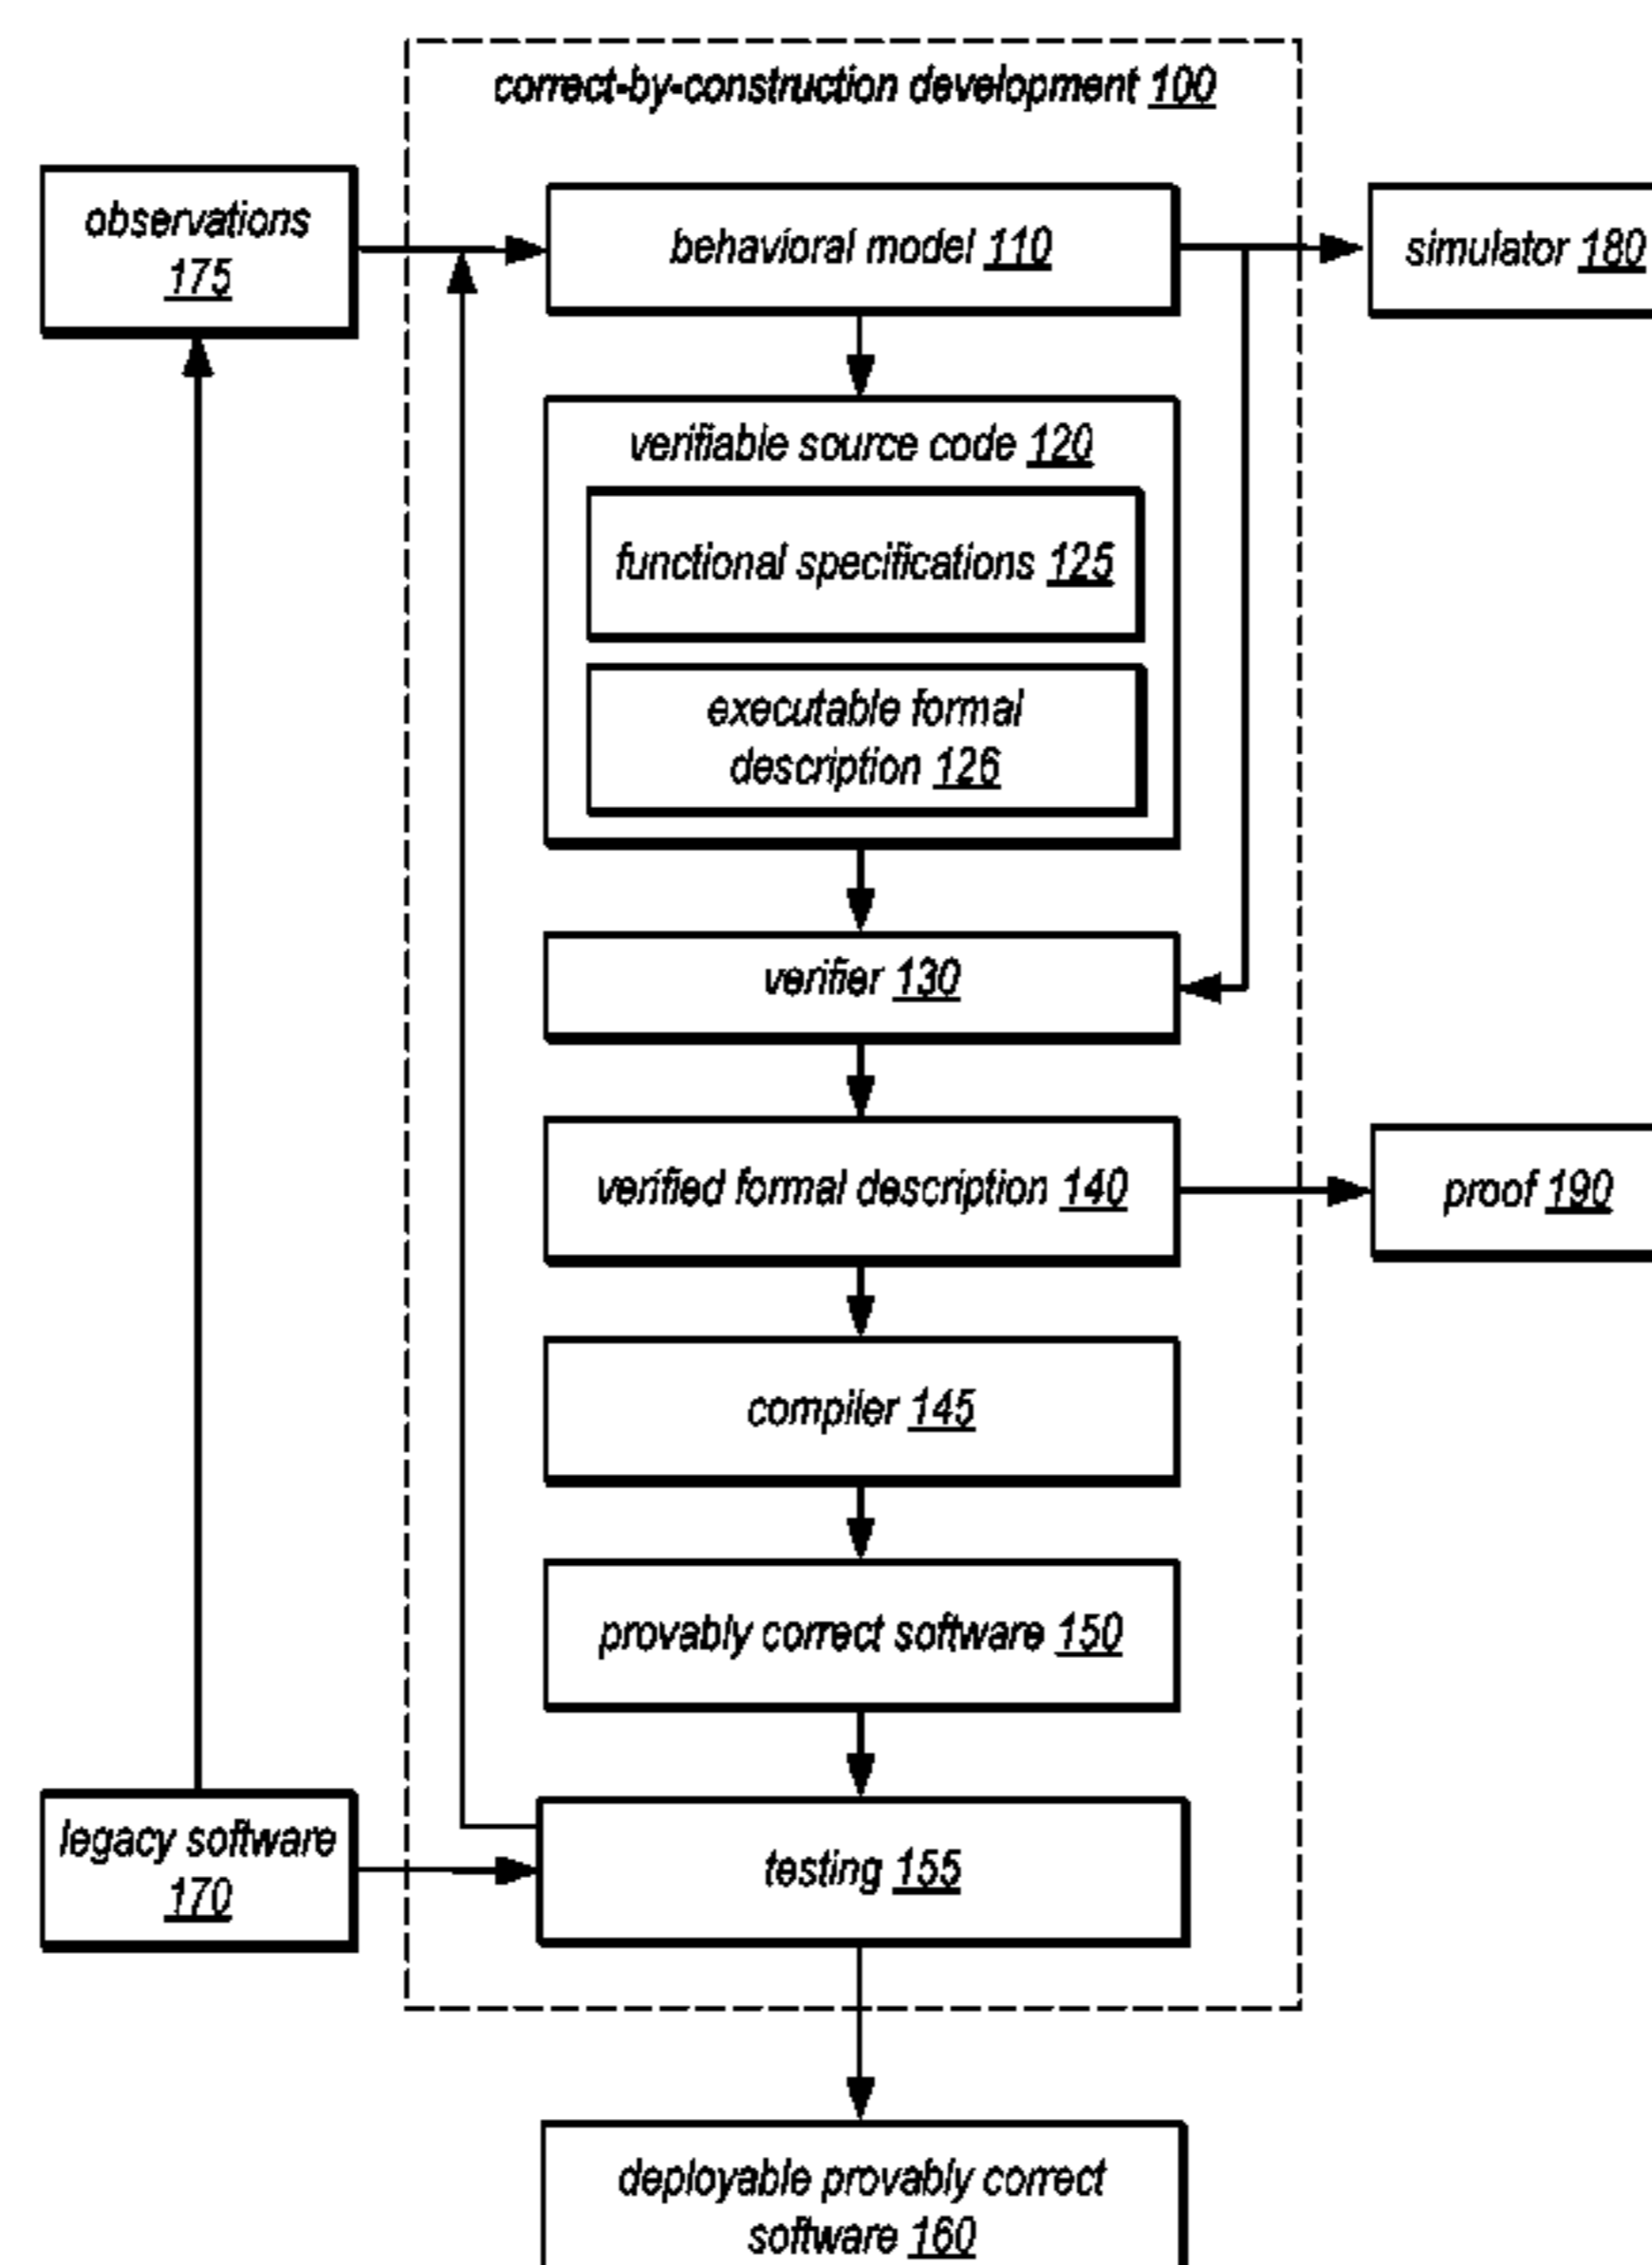 correct-by-construction development 100
observations
175
behavioral model 110
simulator 180
verifiable source code 120
functional specifications 125
executable formal
description 126
verifier 130
verified formal description 140
proof 190
compiler 145
provably correct software 150
legacy software
170
testing 155
deployable provably correct
software 160